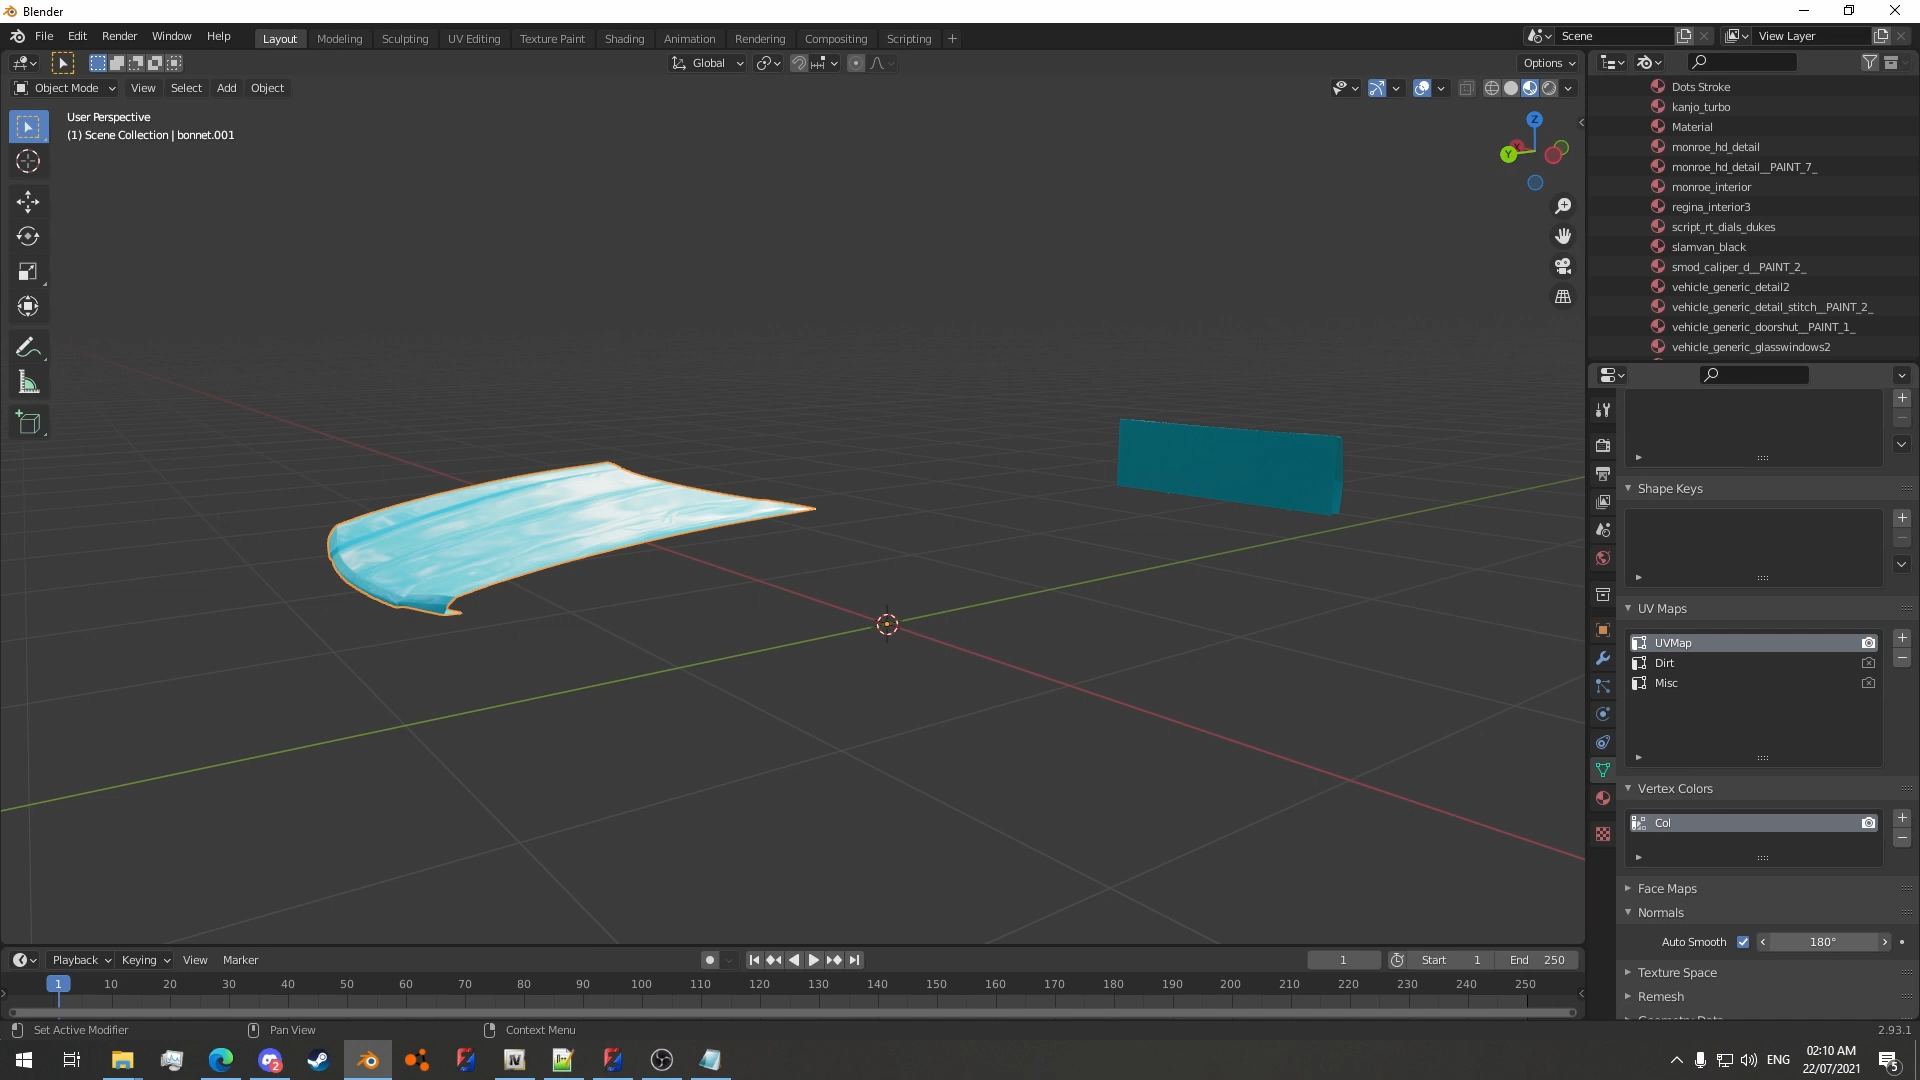 Blender
File Edit Render Window Help
Layout Modeling Sculpting UV Editing Texture Paint Shading Animation Rendering Compositing Scripting
Scene
View Layer
Global
Options
Object Mode View Select Add Object
User Perspective
(1) Scene Collection | bonnet.001
Z
Y
X
Dots Stroke
kanjo_turbo
Material
monroe_hd_detail
monroe_hd_detail__PAINT_7_
monroe_interior
regina_interior3
script_rt_dials_dukes
slamvan_black
smod_caliper_d__PAINT_2_
vehicle_generic_detail2
vehicle_generic_detail_stitch__PAINT_2_
vehicle_generic_doorshut__PAINT_1_
vehicle_generic_glasswindows2
Shape Keys
UV Maps
UVMap
Dirt
Misc
Vertex Colors
Col
Face Maps
Normals
Auto Smooth 180°
Texture Space
Remesh
Geometry Data
Playback Keying View Marker
1
Start 1
End 250
1 10 20 30 40 50 60 70 80 90 100 110 120 130 140 150 160 170 180 190 200 210 220 230 240 250
Set Active Modifier
Pan View
Context Menu
2.93.1
2
IV
ENG
02:10 AM
22/07/2021
5